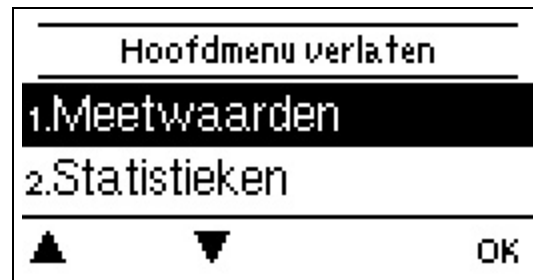 Hoofdmenu verlaten
1.Meetwaarden
2.Statistieken
▲ ▼ OK